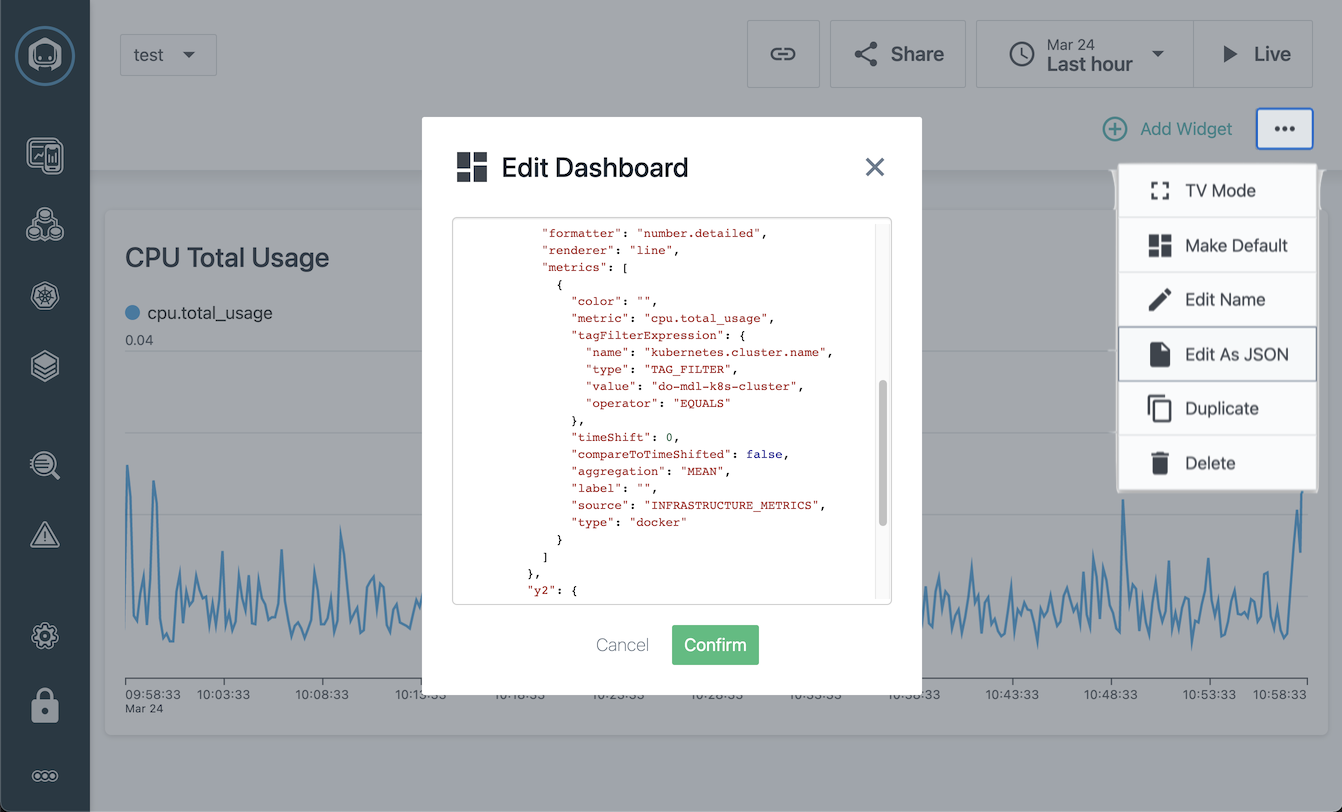 test
Share
Mar 24
Last hour
Live
Add Widget
Edit Dashboard
TV Mode
Make Default
Edit Name
Edit As JSON
Duplicate
Delete
CPU Total Usage
cpu.total_usage
0.04
"formatter": "number.detailed",
"renderer": "line",
"metrics": [
{
"color": "",
"metric": "cpu.total_usage",
"tagFilterExpression": {
"name": "kubernetes.cluster.name",
"type": "TAG_FILTER",
"value": "do-mdl-k8s-cluster",
"operator": "EQUALS"
},
"timeShift": 0,
"compareToTimeShifted": false,
"aggregation": "MEAN",
"label": "",
"source": "INFRASTRUCTURE_METRICS",
"type": "docker"
}
]
},
"y2": {
Cancel Confirm
09:58:33 10:03:33 10:08:33 10:13:33 10:18:33 10:23:33 10:28:33 10:33:33 10:38:33 10:43:33 10:48:33 10:53:33 10:58:33
Mar 24